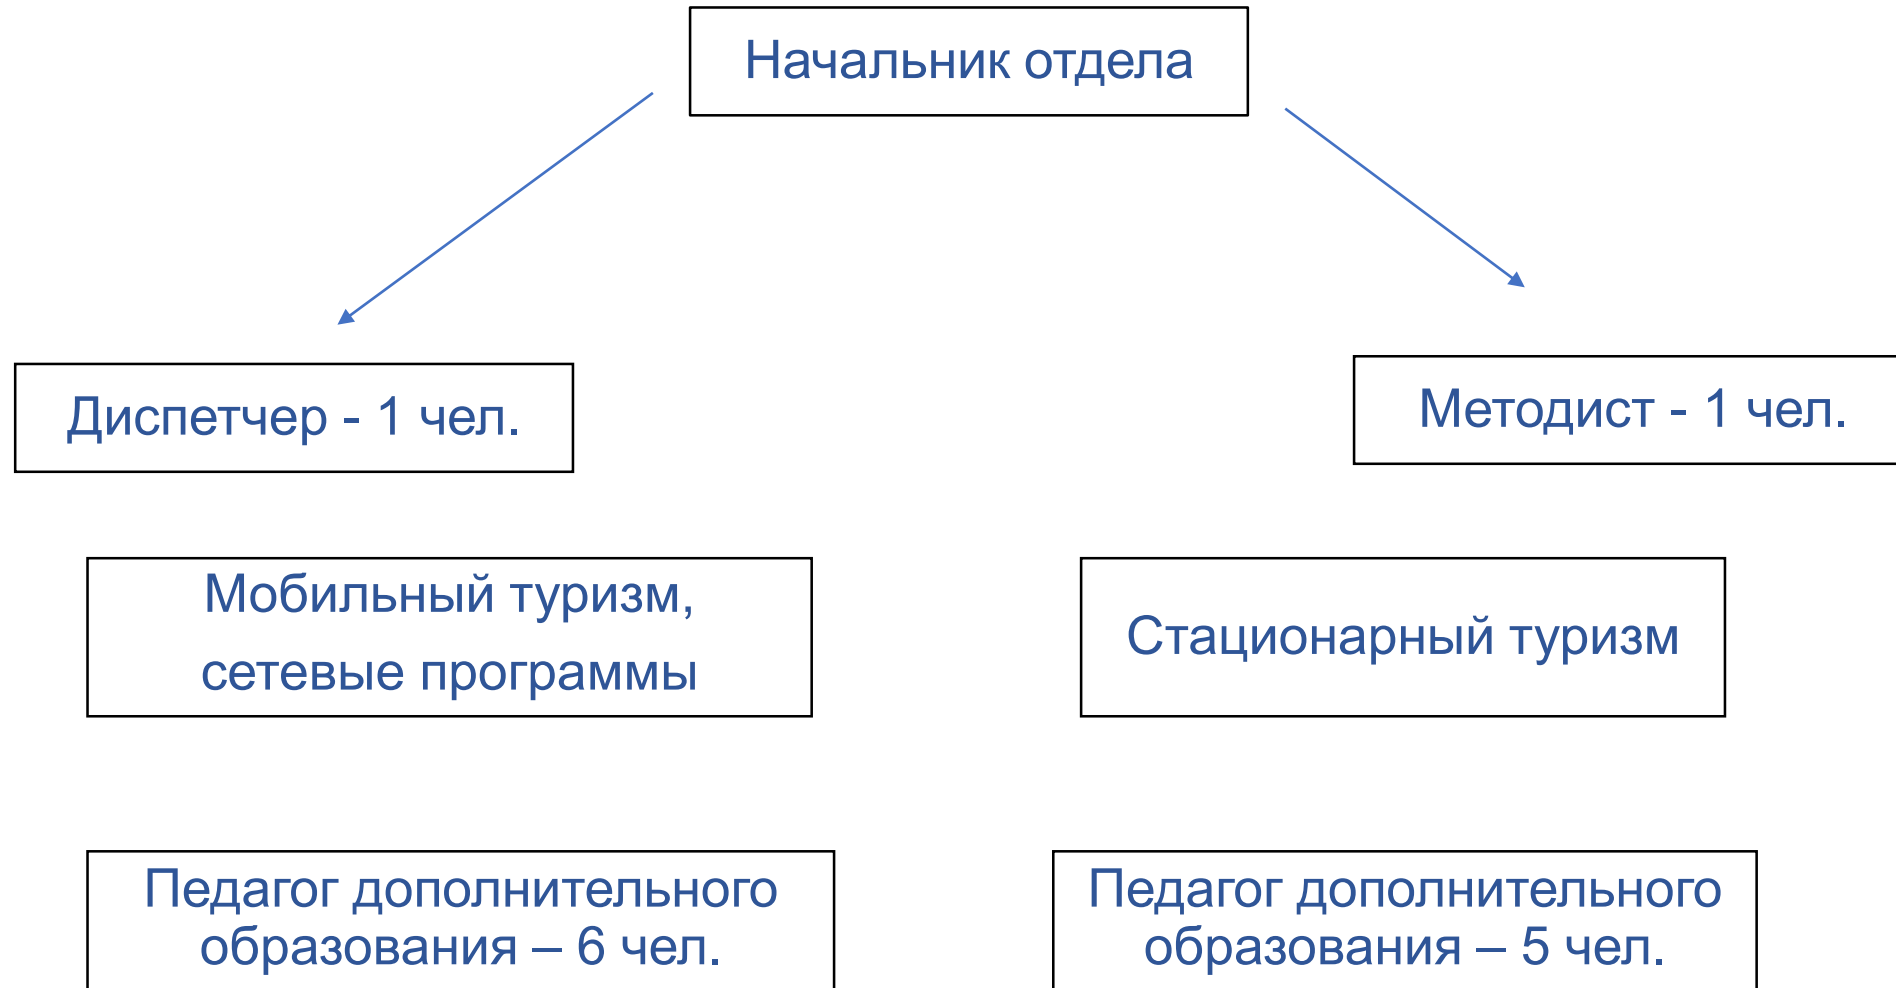 Начальник отдела
Диспетчер - 1 чел.
Методист - 1 чел.
Мобильный туризм,
сетевые программы
Стационарный туризм
Педагог дополнительного
образования – 6 чел.
Педагог дополнительного
образования – 5 чел.